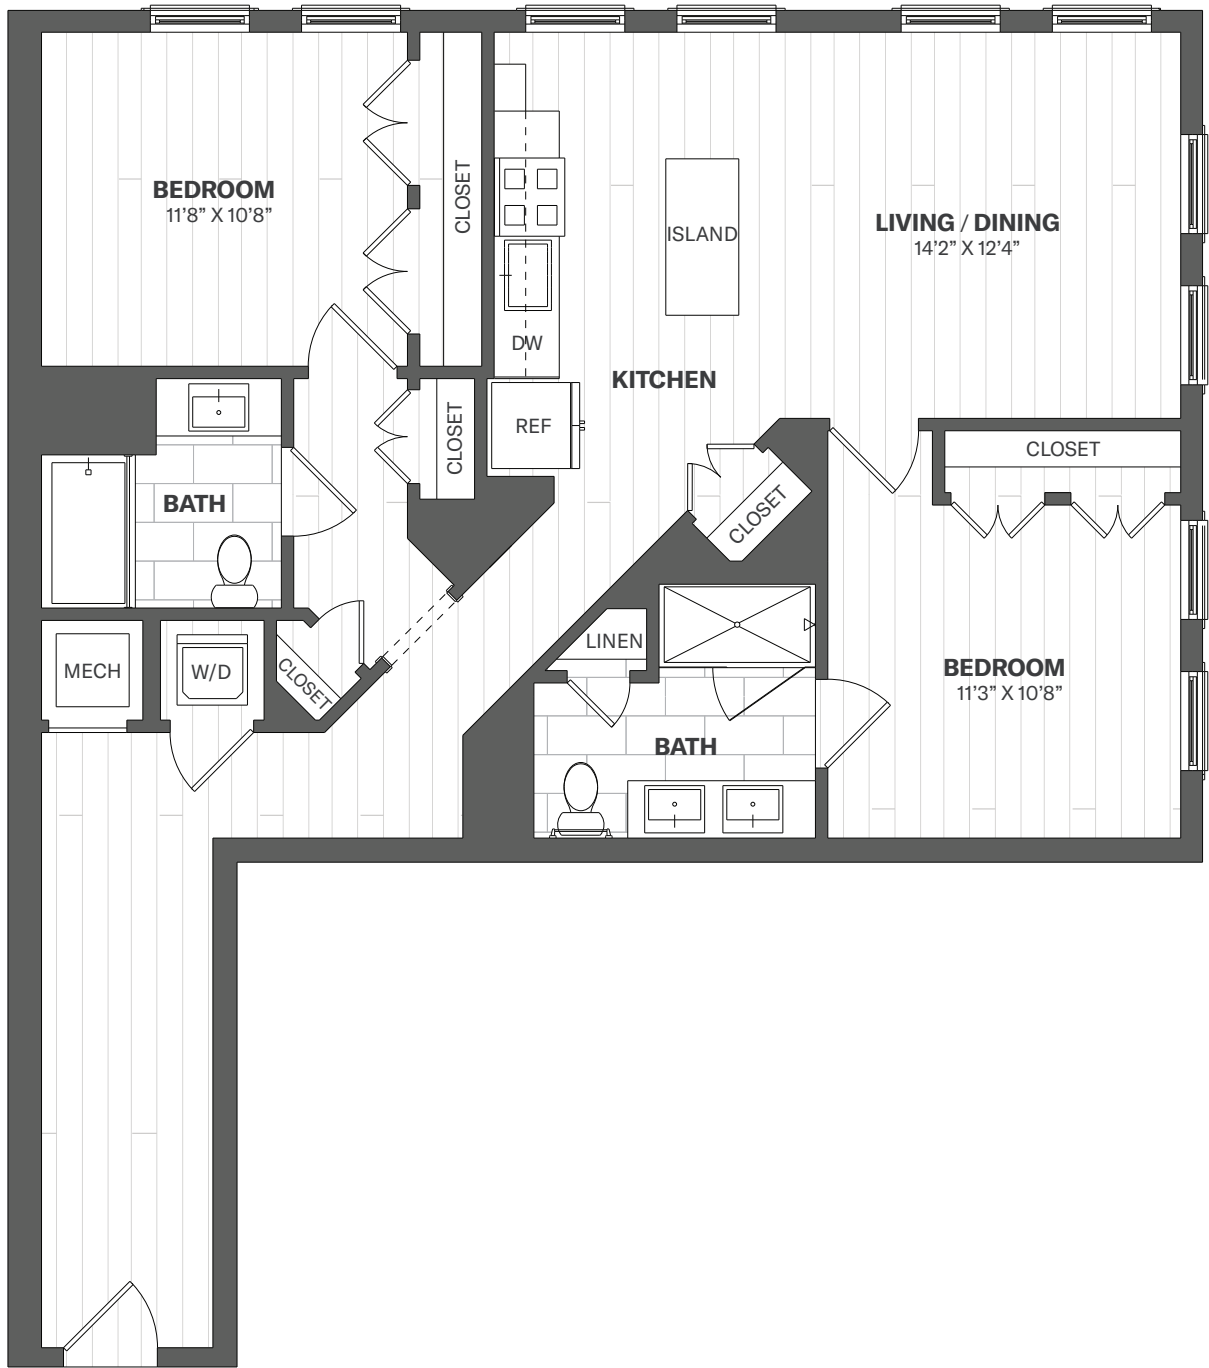 BEDROOM
11’8” X 10’8”
CLOSET
ISLAND
LIVING / DINING
14’2” X 12’4”
DW
KITCHEN
REF
CLOSET
CLOSET
BATH
CLOSET
LINEN
MECH
W/D
CLOSET
BEDROOM
11’3” X 10’8”
BATH